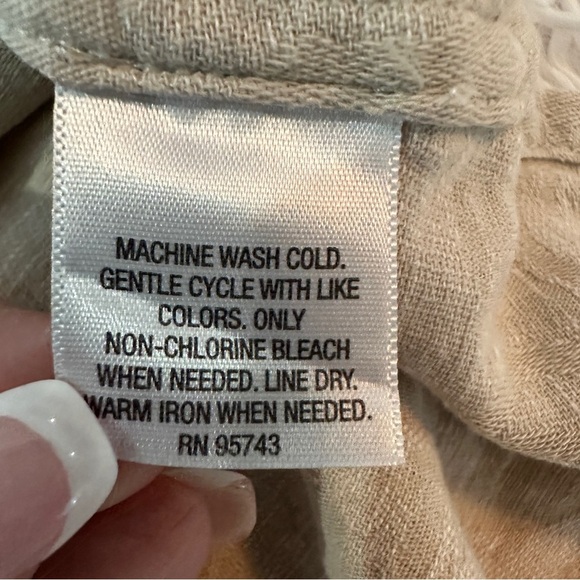 MACHINE WASH COLD.
GENTLE CYCLE WITH LIKE
COLORS. ONLY
NON-CHLORINE BLEACH
WHEN NEEDED. LINE DRY.
WARM IRON WHEN NEEDED.
RN 95743